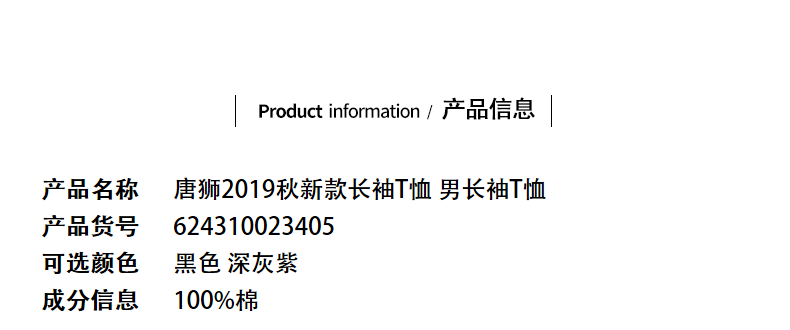 Product information / 产品信息
产品名称 唐狮2019秋新款长袖T恤 男长袖T恤
产品货号 624310023405
可选颜色 黑色 深灰紫
成分信息 100%棉